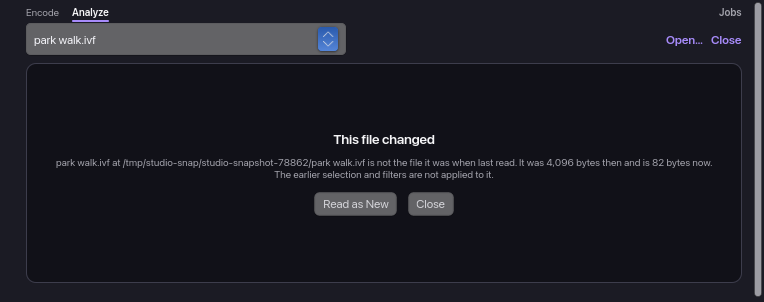 Encode Analyze Jobs
park walk.ivf Open... Close
This file changed
park walk.ivf at /tmp/studio-snap/studio-snapshot-78862/park walk.ivf is not the file it was when last read. It was 4,096 bytes then and is 82 bytes now.
The earlier selection and filters are not applied to it.
Read as New Close